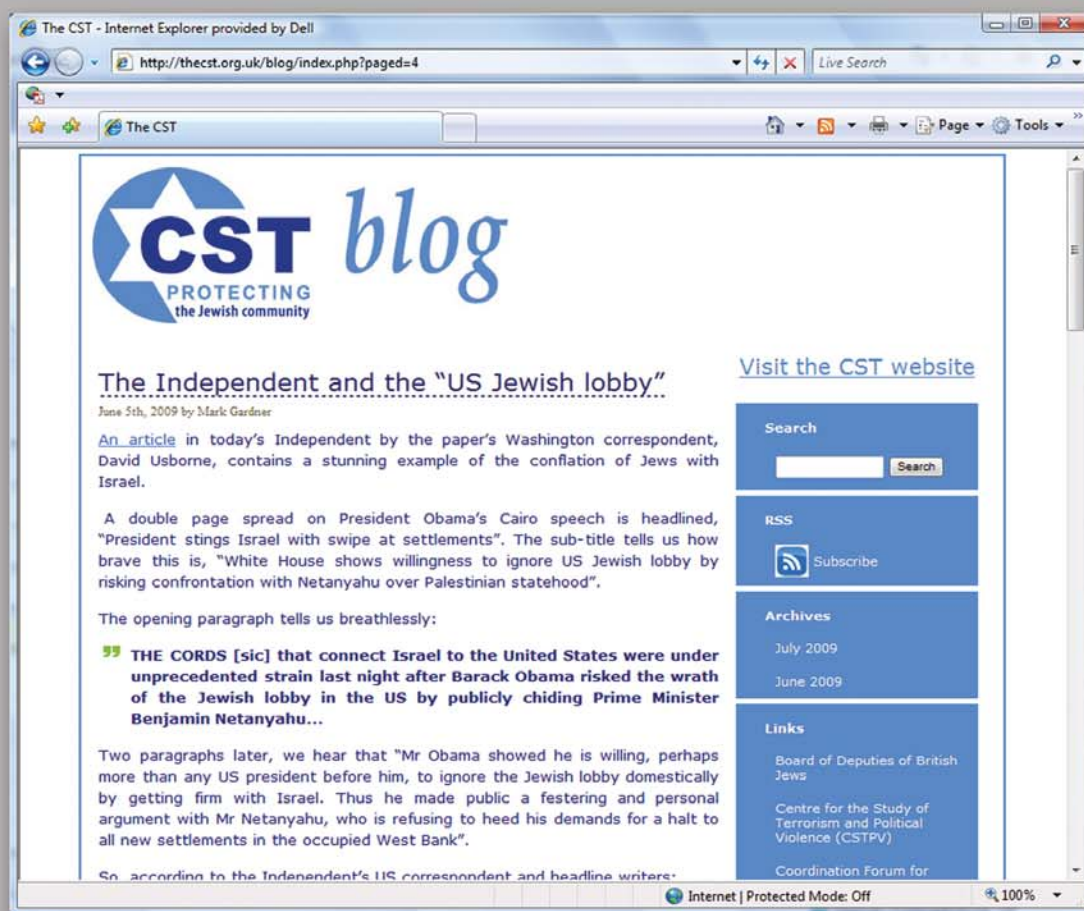 The CST - Internet Explorer provided by Dell
http://thecst.org.uk/blog/index.php?paged=4
Live Search
The CST
Page
Tools
CST blog
PROTECTING
the Jewish community
The Independent and the “US Jewish lobby”
June 5th, 2009 by Mark Gardner
An article in today’s Independent by the paper’s Washington correspondent,
David Usborne, contains a stunning example of the conflation of Jews with
Israel.
A double page spread on President Obama’s Cairo speech is headlined,
“President stings Israel with swipe at settlements”. The sub-title tells us how
brave this is, “White House shows willingness to ignore US Jewish lobby by
risking confrontation with Netanyahu over Palestinian statehood”.
The opening paragraph tells us breathlessly:
THE CORDS [sic] that connect Israel to the United States were under
unprecedented strain last night after Barack Obama risked the wrath
of the Jewish lobby in the US by publicly chiding Prime Minister
Benjamin Netanyahu...
Two paragraphs later, we hear that “Mr Obama showed he is willing, perhaps
more than any US president before him, to ignore the Jewish lobby domestically
by getting firm with Israel. Thus he made public a festering and personal
argument with Mr Netanyahu, who is refusing to heed his demands for a halt to
all new settlements in the occupied West Bank”.
So, according to the Independent’s US correspondent and headline writers:
Visit the CST website
Search
Search
RSS
Subscribe
Archives
July 2009
June 2009
Links
Board of Deputies of British
Jews
Centre for the Study of
Terrorism and Political
Violence (CSTPV)
Coordination Forum for
Internet | Protected Mode: Off
100%